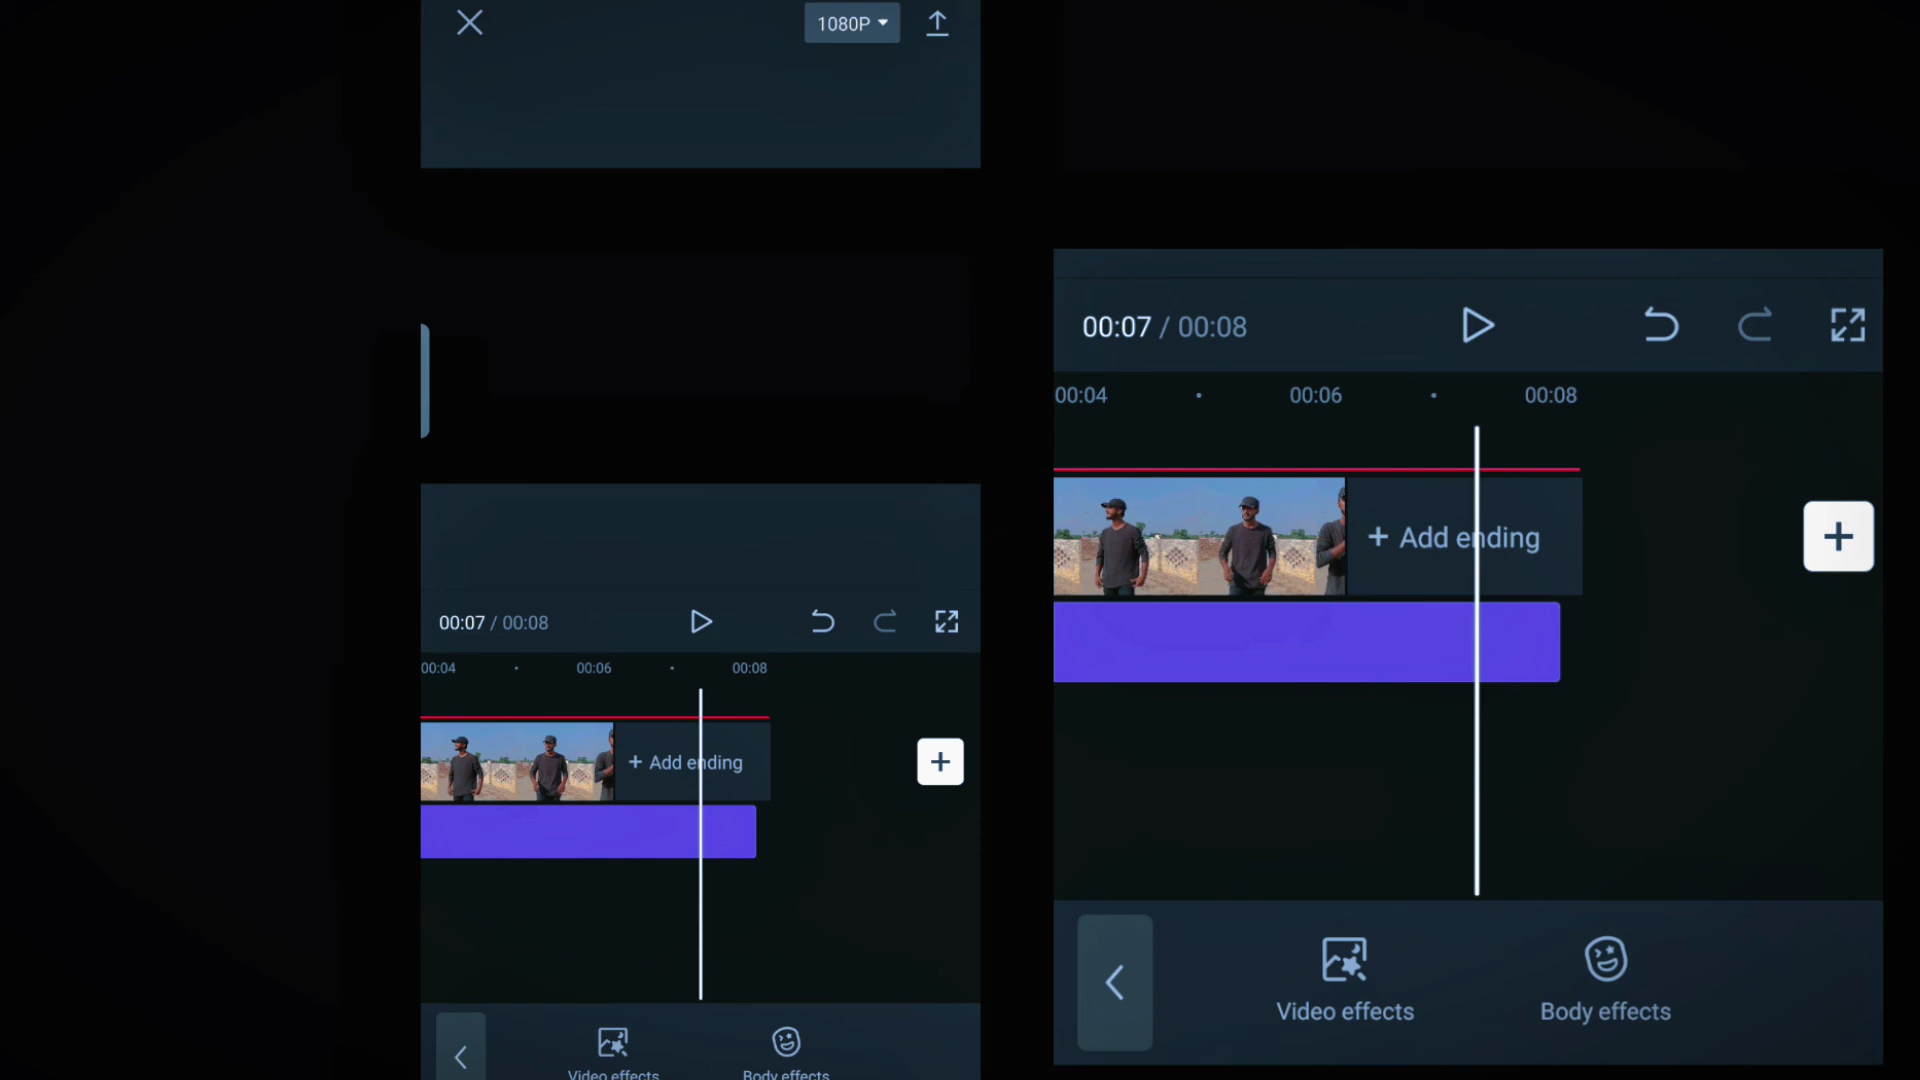 1080P
00:07 / 00:08
00:04 00:06 00:08
+ Add ending
Video effects Body effects
00:07 / 00:08
00:04 00:06 00:08
+ Add ending
Video effects Body effects